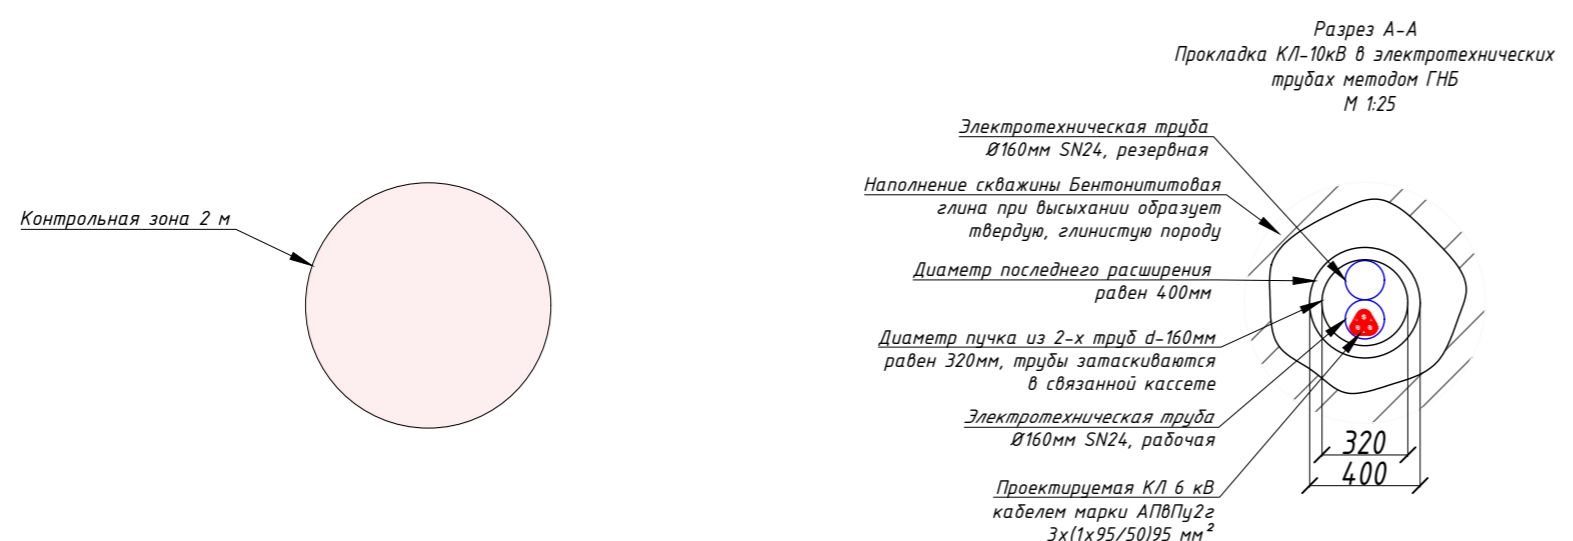 Контрольная зона 2 м
Разрез А-А
Прокладка КЛ-10кВ в электротехнических
трубах методом ГНБ
М 1:25
Электротехническая труба
Ø160мм SN24, резервная
Наполнение скважины Бентонититовая
глина при высыхании образует
твердую, глинистую породу
Диаметр последнего расширения
равен 400мм
Диаметр пучка из 2-х труб d-160мм
равен 320мм, трубы затаскиваются
в связанной кассете
Электротехническая труба
Ø160мм SN24, рабочая
Проектируемая КЛ 6 кВ
кабелем марки АПвПу2г
3х(1х95/50)95 мм²
320
400